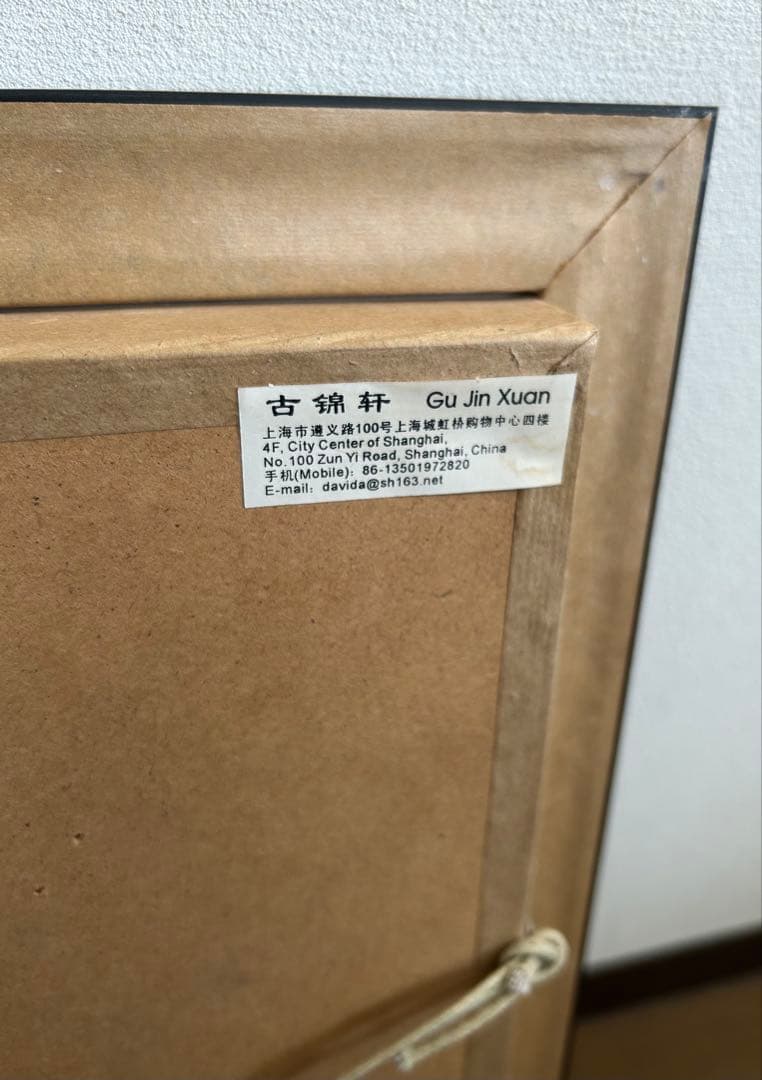 古锦轩 Gu Jin Xuan
上海市遵义路100号上海城虹桥购物中心四楼
4F, City Center of Shanghai,
No.100 Zun Yi Road, Shanghai, China
手机(Mobile): 86-13501972820
E-mail: davida@sh163.net